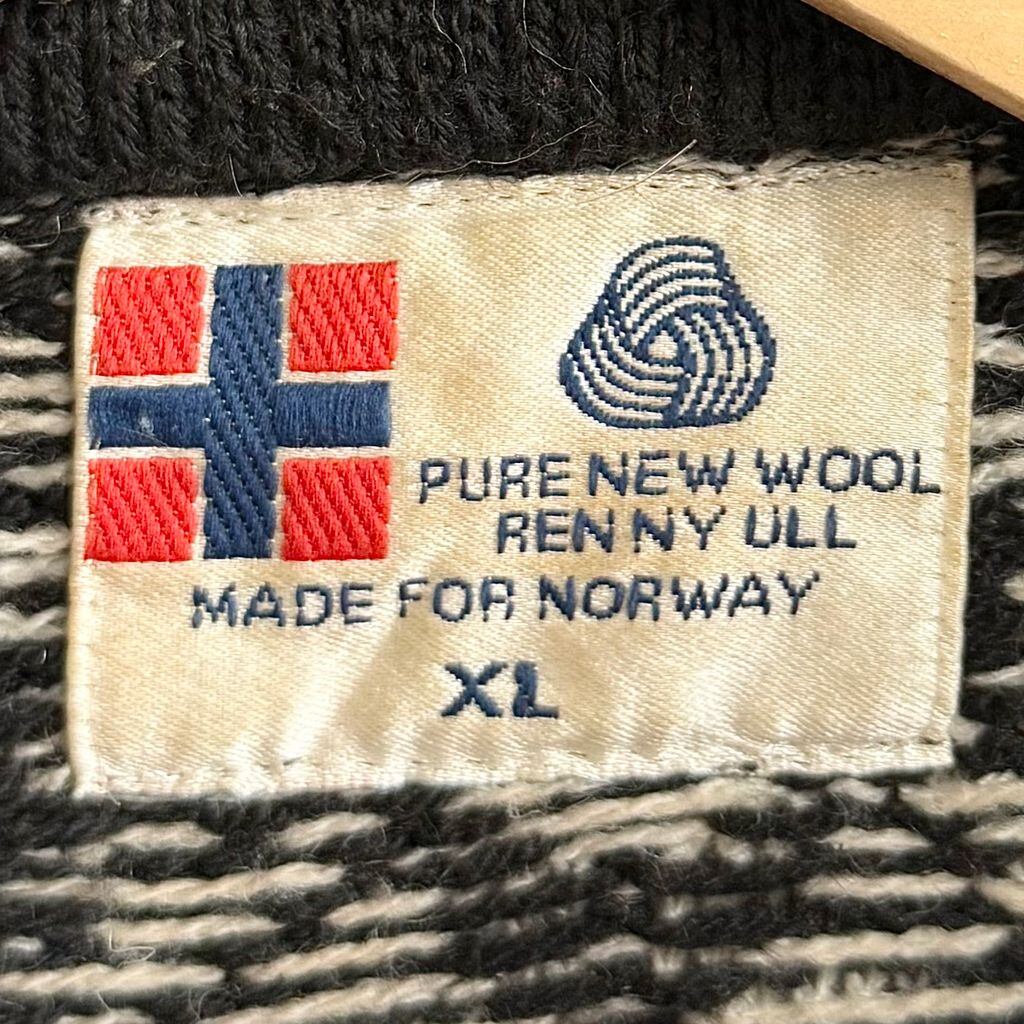 PURE NEW WOOL
REN NY ULL
MADE FOR NORWAY
XL